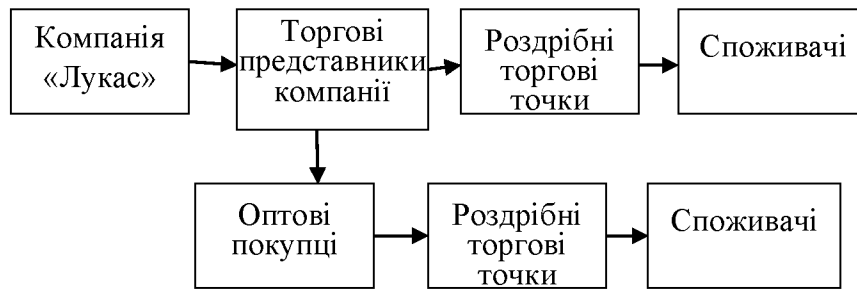 Компанія
«Лукас»
Торгові
представники
компанії
Роздрібні
торгові
точки
Споживачі
Оптові
покупці
Роздрібні
торгові
точки
Споживачі